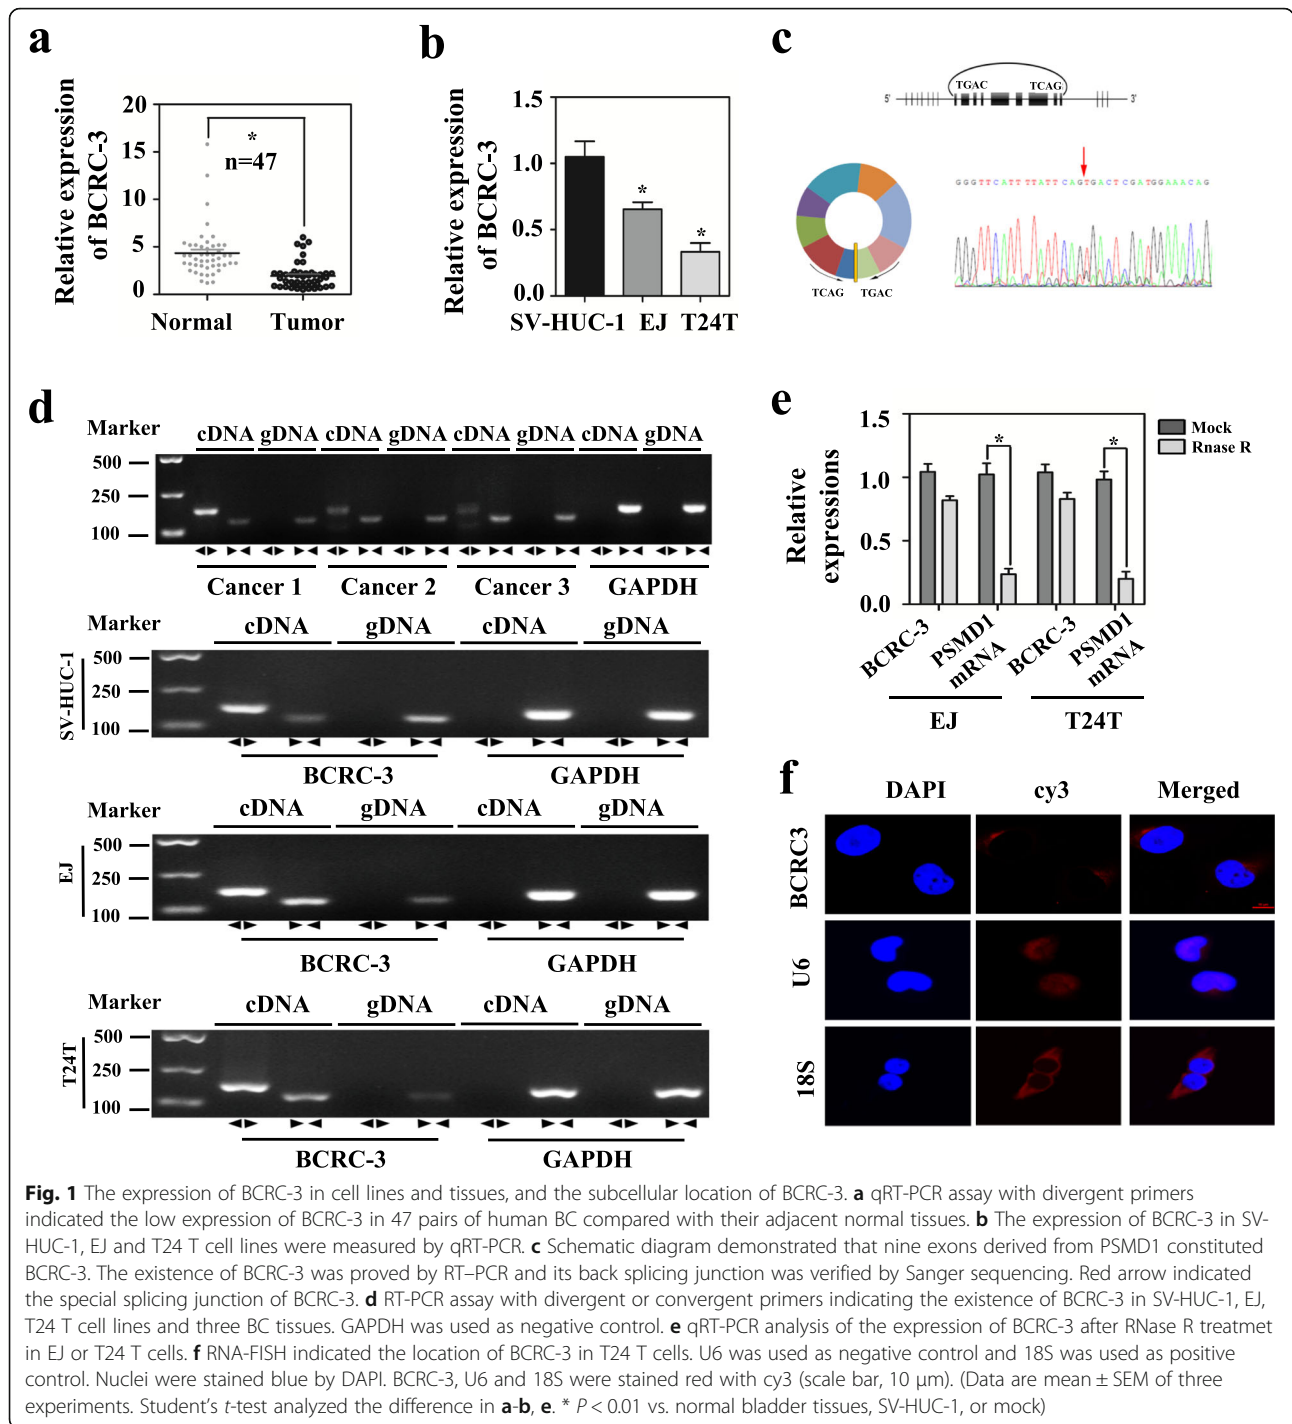 a
Relative expression
of BCRC-3
20
15
10
5
0
*
n=47
Normal Tumor
b
Relative expression
of BCRC-3
1.5
1.0
0.5
0.0
* *
SV-HUC-1 EJ T24T
c
TGAC TCAG
5' 3'
TCAG TGAC
GGGTTCATTTTATTCAGTGACTCGATGGAAACAG
d
Marker cDNA gDNA cDNA gDNA cDNA gDNA cDNA gDNA
500
250
100
Cancer 1 Cancer 2 Cancer 3 GAPDH
Marker cDNA gDNA cDNA gDNA
SV-HUC-1
500
250
100
BCRC-3 GAPDH
Marker cDNA gDNA cDNA gDNA
EJ
500
250
100
BCRC-3 GAPDH
Marker cDNA gDNA cDNA gDNA
T24T
500
250
100
BCRC-3 GAPDH
e
Relative
expressions
1.5
1.0
0.5
0.0
* *
Mock
Rnase R
BCRC-3 PSMD1 mRNA BCRC-3 PSMD1 mRNA
EJ T24T
f
DAPI cy3 Merged
BCRC3
U6
18S
Fig. 1 The expression of BCRC-3 in cell lines and tissues, and the subcellular location of BCRC-3. a qRT-PCR assay with divergent primers
indicated the low expression of BCRC-3 in 47 pairs of human BC compared with their adjacent normal tissues. b The expression of BCRC-3 in SV-
HUC-1, EJ and T24 T cell lines were measured by qRT-PCR. c Schematic diagram demonstrated that nine exons derived from PSMD1 constituted
BCRC-3. The existence of BCRC-3 was proved by RT–PCR and its back splicing junction was verified by Sanger sequencing. Red arrow indicated
the special splicing junction of BCRC-3. d RT-PCR assay with divergent or convergent primers indicating the existence of BCRC-3 in SV-HUC-1, EJ,
T24 T cell lines and three BC tissues. GAPDH was used as negative control. e qRT-PCR analysis of the expression of BCRC-3 after RNase R treatmet
in EJ or T24 T cells. f RNA-FISH indicated the location of BCRC-3 in T24 T cells. U6 was used as negative control and 18S was used as positive
control. Nuclei were stained blue by DAPI. BCRC-3, U6 and 18S were stained red with cy3 (scale bar, 10 μm). (Data are mean ± SEM of three
experiments. Student's t-test analyzed the difference in a-b, e. * P < 0.01 vs. normal bladder tissues, SV-HUC-1, or mock)